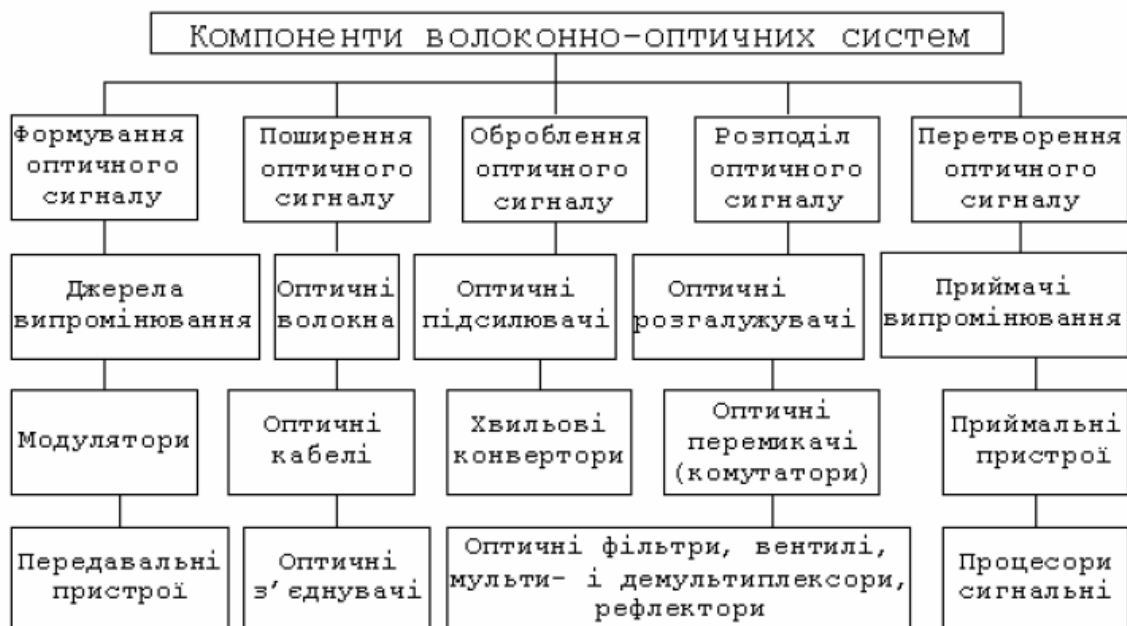 Компоненти волоконно-оптичних систем
Формування
оптичного
сигналу
Поширення
оптичного
сигналу
Оброблення
оптичного
сигналу
Розподіл
оптичного
сигналу
Перетворення
оптичного
сигналу
Джерела
випромінювання
Оптичні
волокна
Оптичні
підсилювачі
Оптичні
розгалужувачі
Приймачі
випромінювання
Модулятори
Оптичні
кабелі
Хвильові
конвертори
Оптичні
перемикачі
(комутатори)
Приймальні
пристрої
Передавальні
пристрої
Оптичні
з’єднувачі
Оптичні фільтри, вентилі,
мульти- і демультиплексори,
рефлектори
Процесори
сигнальні